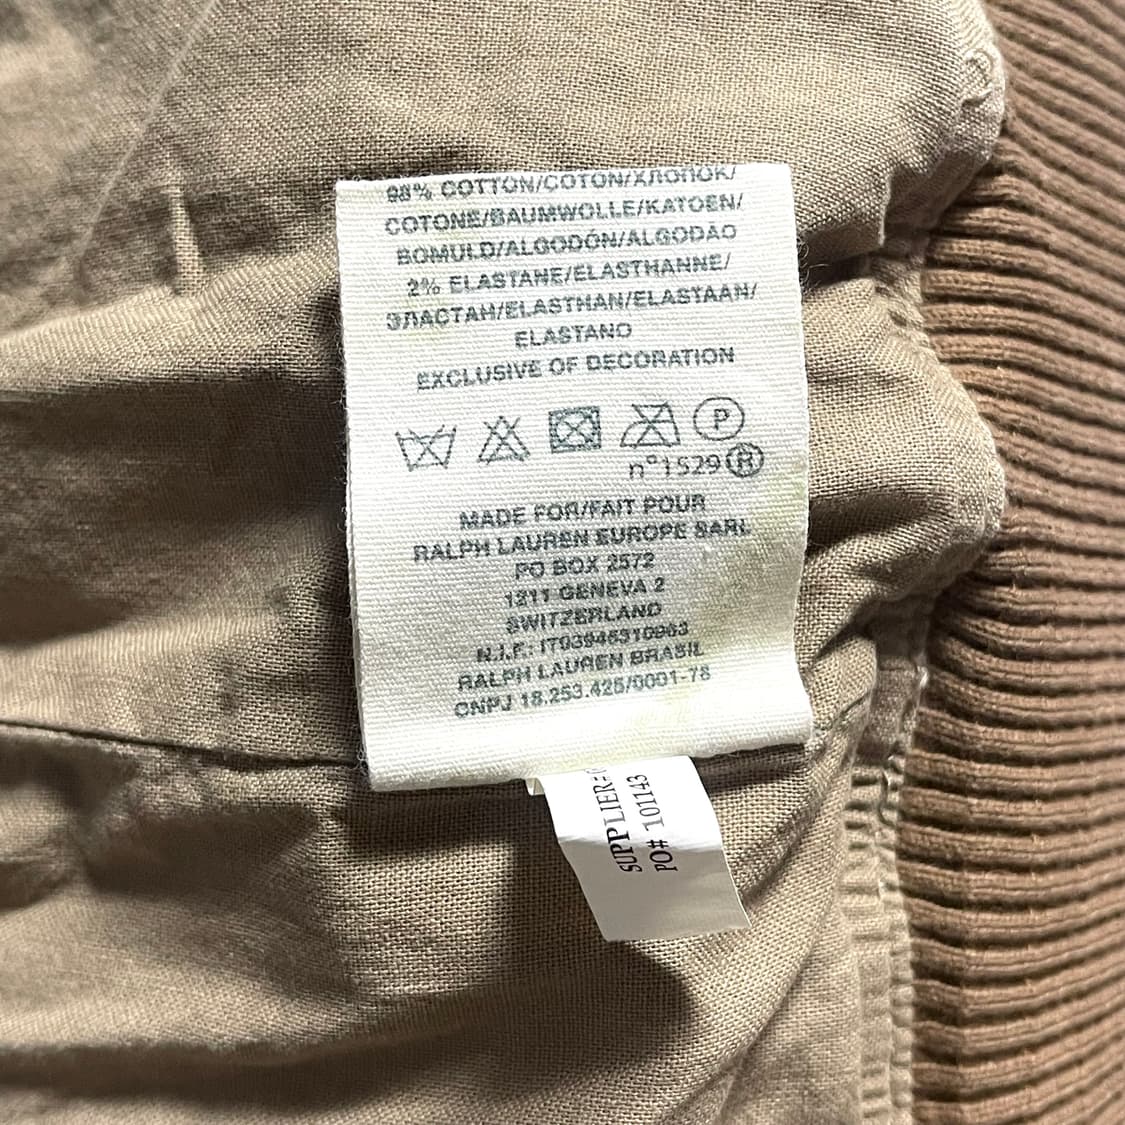 98% COTTON/COTON/ХЛОПОК/
COTONE/BAUMWOLLE/KATOEN/
BOMULD/ALGODÓN/ALGODÃO
2% ELASTANE/ELASTHANNE/
ЭЛАСТАН/ELASTHAN/ELASTAAN/
ELASTANO
EXCLUSIVE OF DECORATION
P
n°1529 R
MADE FOR/FAIT POUR
RALPH LAUREN EUROPE SARL
PO BOX 2572
1211 GENEVA 2
SWITZERLAND
N.I.F.: IT03946310963
RALPH LAUREN BRASIL
CNPJ 18.253.425/0001-78
SUPPLIER#
PO# 101143